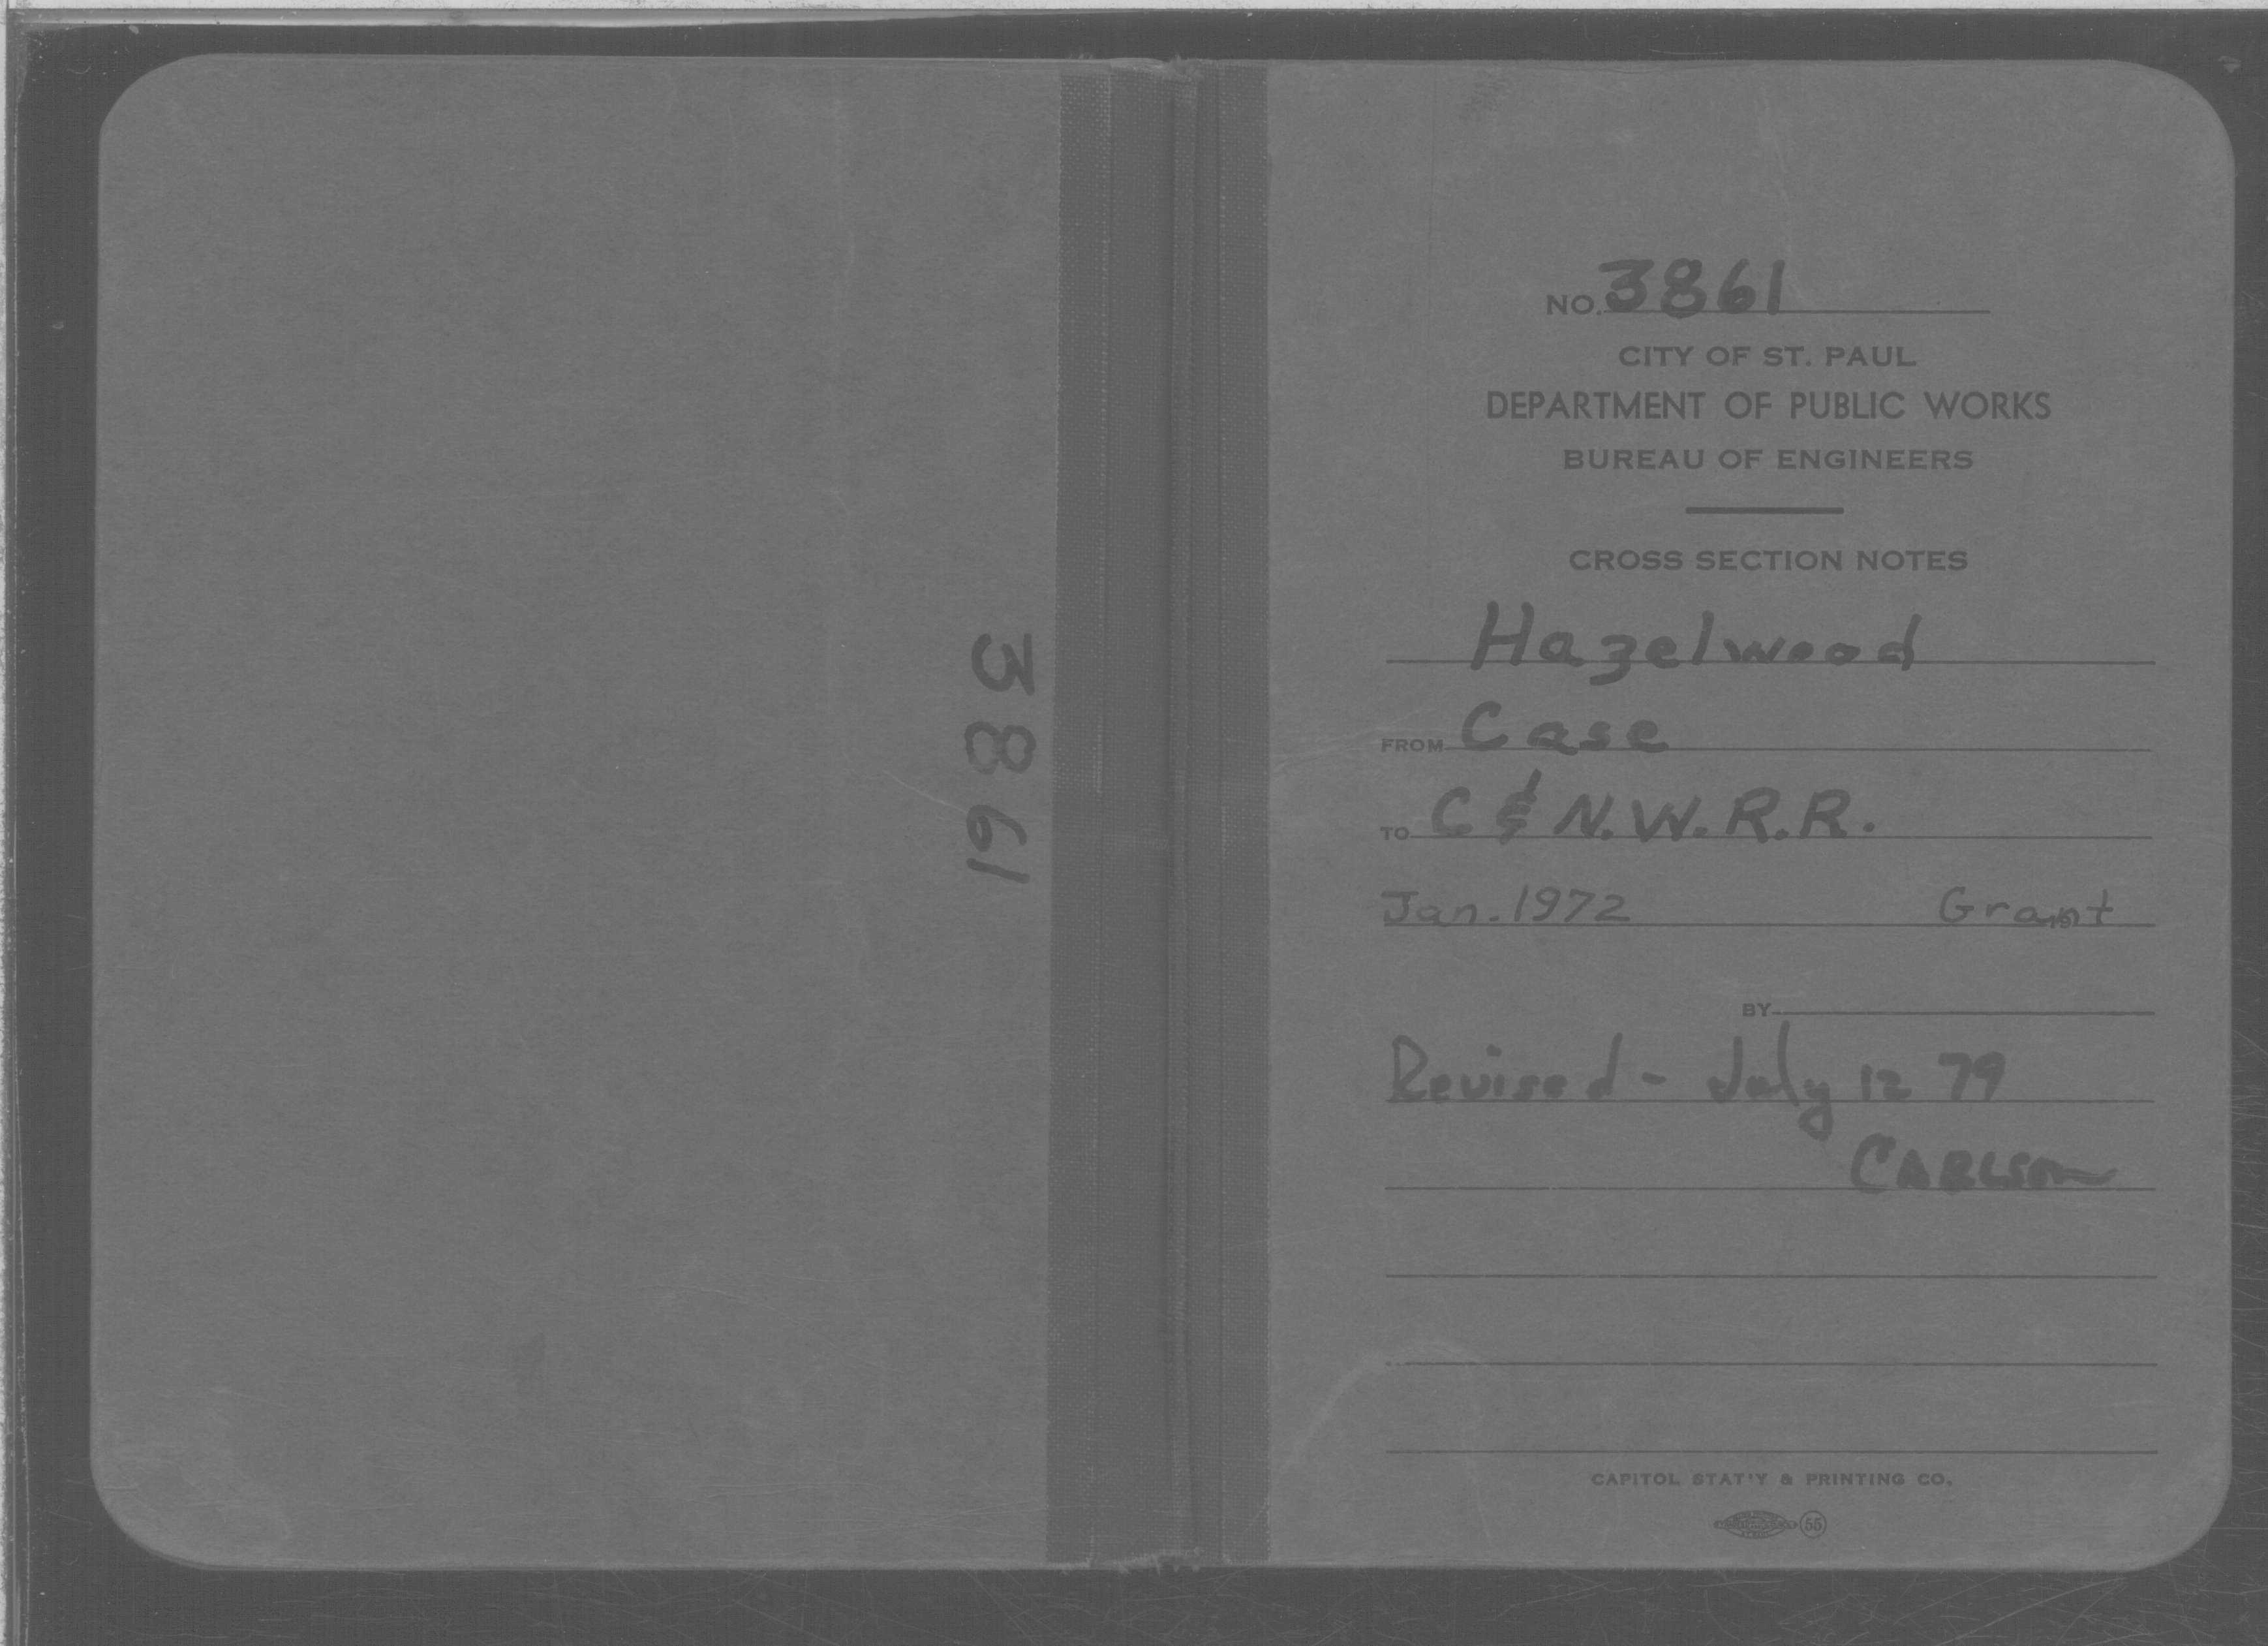 3861
NO. 3861
CITY OF ST. PAUL
DEPARTMENT OF PUBLIC WORKS
BUREAU OF ENGINEERS
CROSS SECTION NOTES
Hazelwood
FROM Case
TO C & N.W.R.R.
Jan. 1972 Grant
BY
Revised - July 12 79
CARLSON
CAPITOL STAT'Y & PRINTING CO.
55